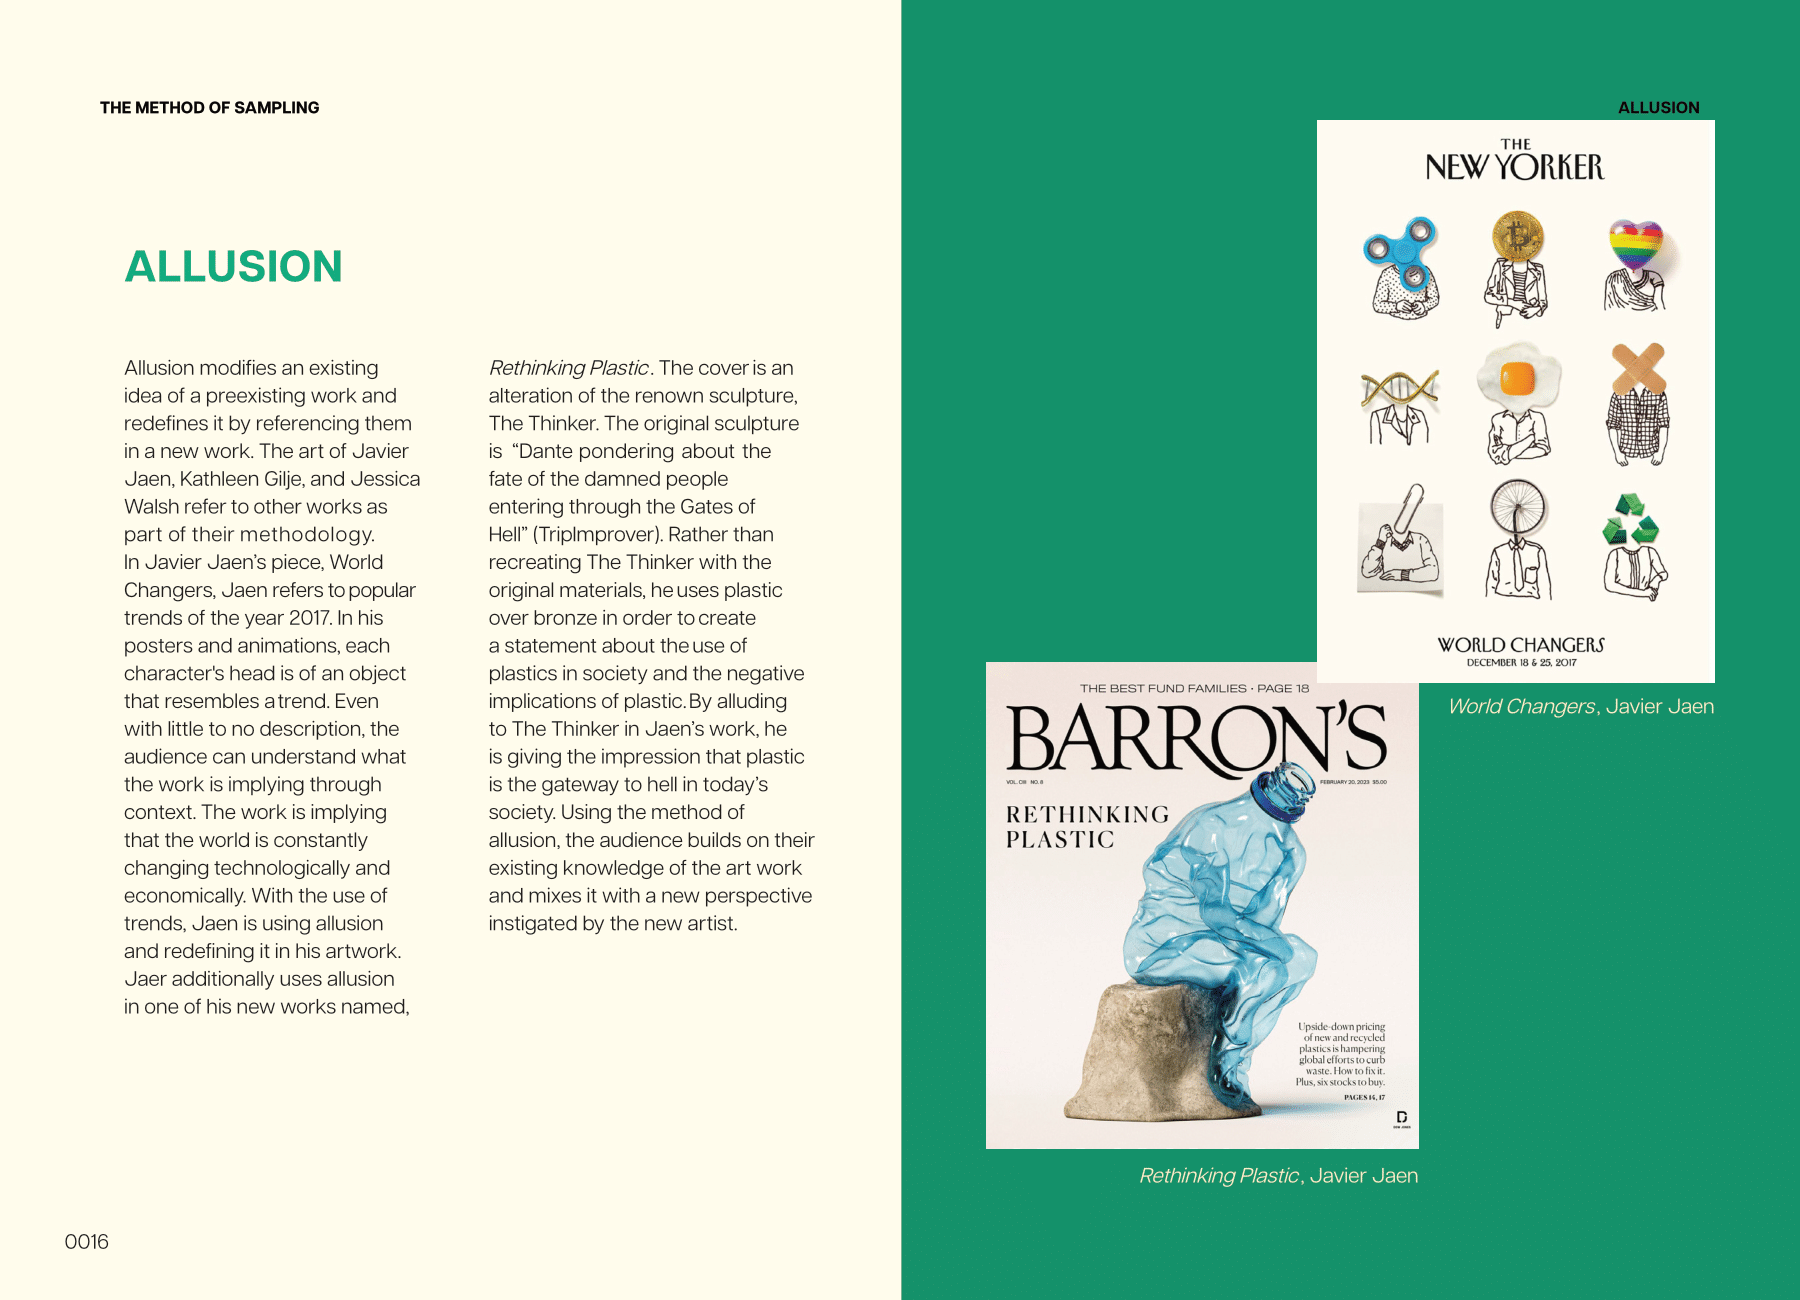 THE METHOD OF SAMPLING
ALLUSION
Allusion modifies an existing
idea of a preexisting work and
redefines it by referencing them
in a new work. The art of Javier
Jaen, Kathleen Gilje, and Jessica
Walsh refer to other works as
part of their methodology.
In Javier Jaen’s piece, World
Changers, Jaen refers to popular
trends of the year 2017. In his
posters and animations, each
character's head is of an object
that resembles a trend. Even
with little to no description, the
audience can understand what
the work is implying through
context. The work is implying
that the world is constantly
changing technologically and
economically. With the use of
trends, Jaen is using allusion
and redefining it in his artwork.
Jaer additionally uses allusion
in one of his new works named,
Rethinking Plastic. The cover is an
alteration of the renown sculpture,
The Thinker. The original sculpture
is “Dante pondering about the
fate of the damned people
entering through the Gates of
Hell” (TripImprover). Rather than
recreating The Thinker with the
original materials, he uses plastic
over bronze in order to create
a statement about the use of
plastics in society and the negative
implications of plastic. By alluding
to The Thinker in Jaen’s work, he
is giving the impression that plastic
is the gateway to hell in today’s
society. Using the method of
allusion, the audience builds on their
existing knowledge of the art work
and mixes it with a new perspective
instigated by the new artist.
0016
ALLUSION
THE
NEW YORKER
WORLD CHANGERS
DECEMBER 18 & 25, 2017
World Changers, Javier Jaen
THE BEST FUND FAMILIES · PAGE 18
BARRON’S
VOL. CIII NO. 8
FEBRUARY 20, 2023 $5.00
RETHINKING
PLASTIC
Upside-down pricing
of new and recycled
plastics is hampering
global efforts to curb
waste. How to fix it.
Plus, six stocks to buy.
PAGES 14, 17
DOW JONES
Rethinking Plastic, Javier Jaen